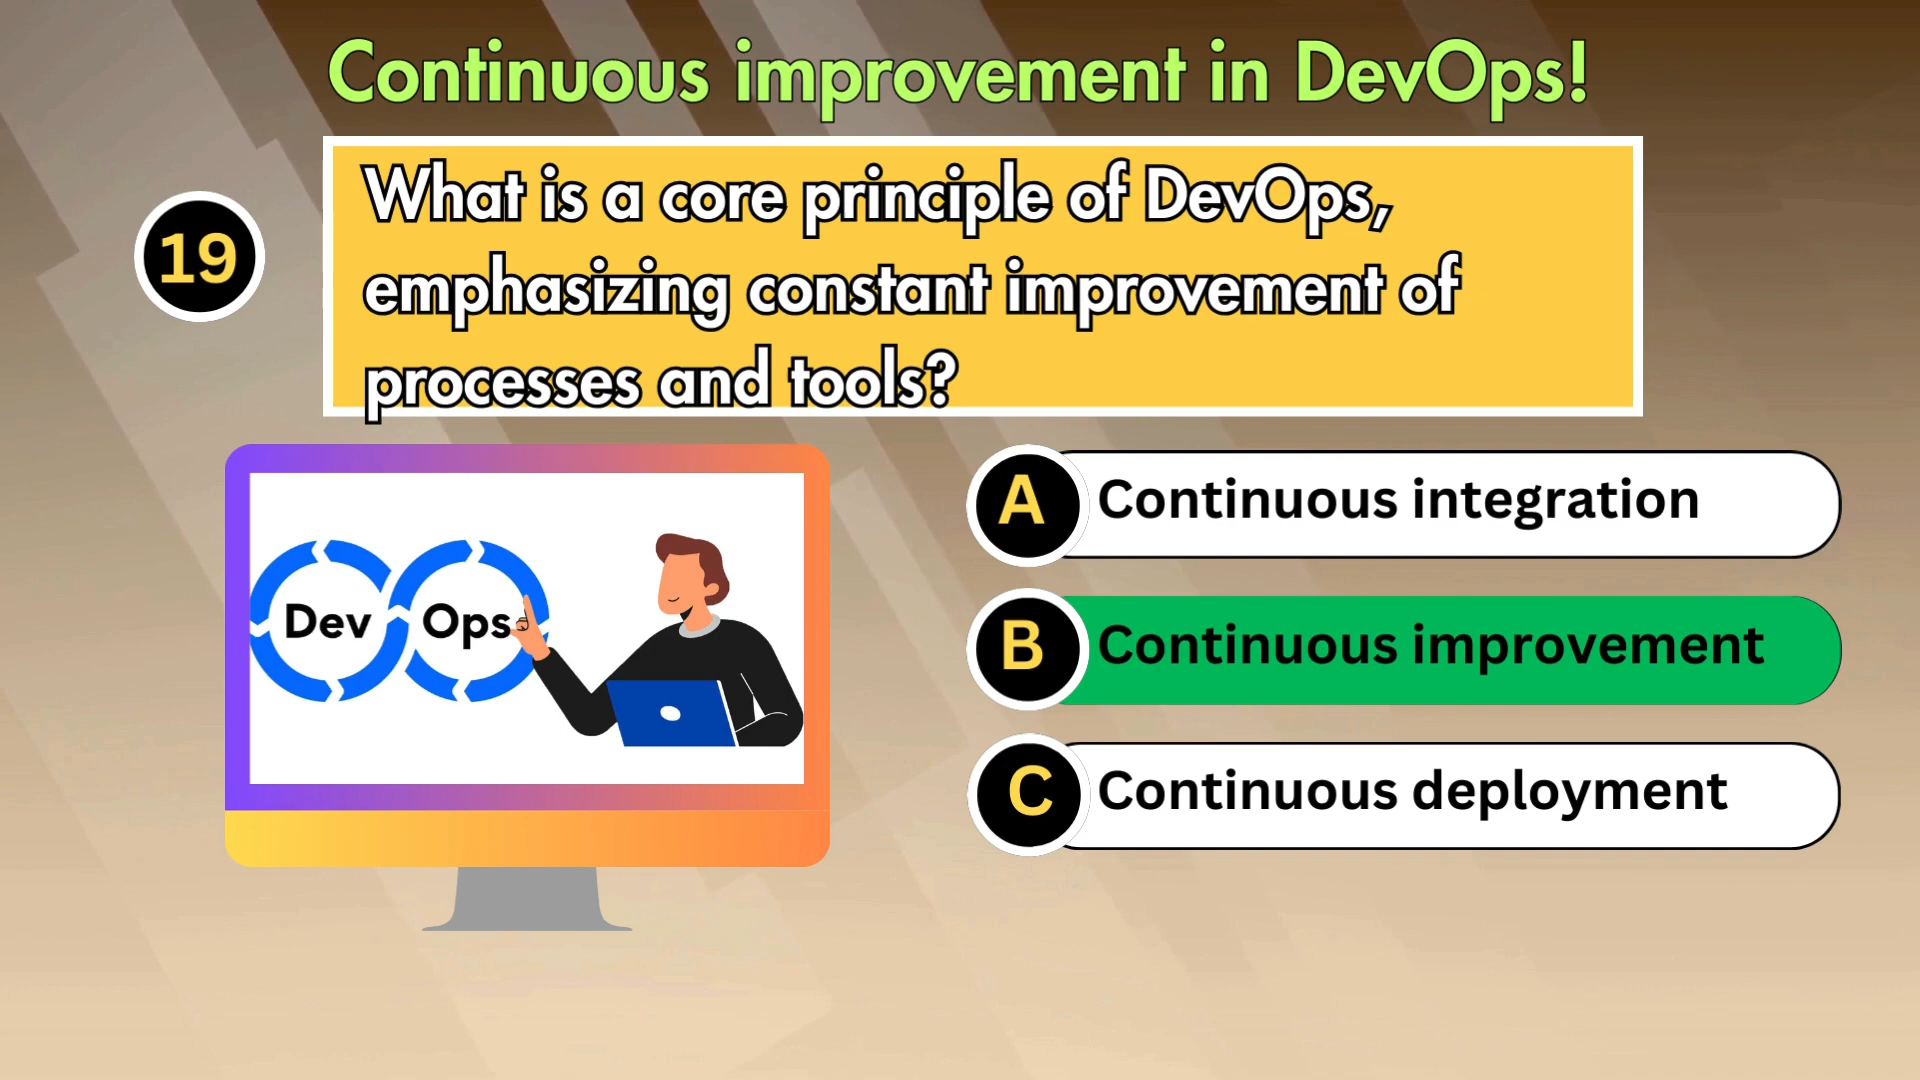 Continuous improvement in DevOps!
19
What is a core principle of DevOps,
emphasizing constant improvement of
processes and tools?
Dev Ops
A Continuous integration
B Continuous improvement
C Continuous deployment